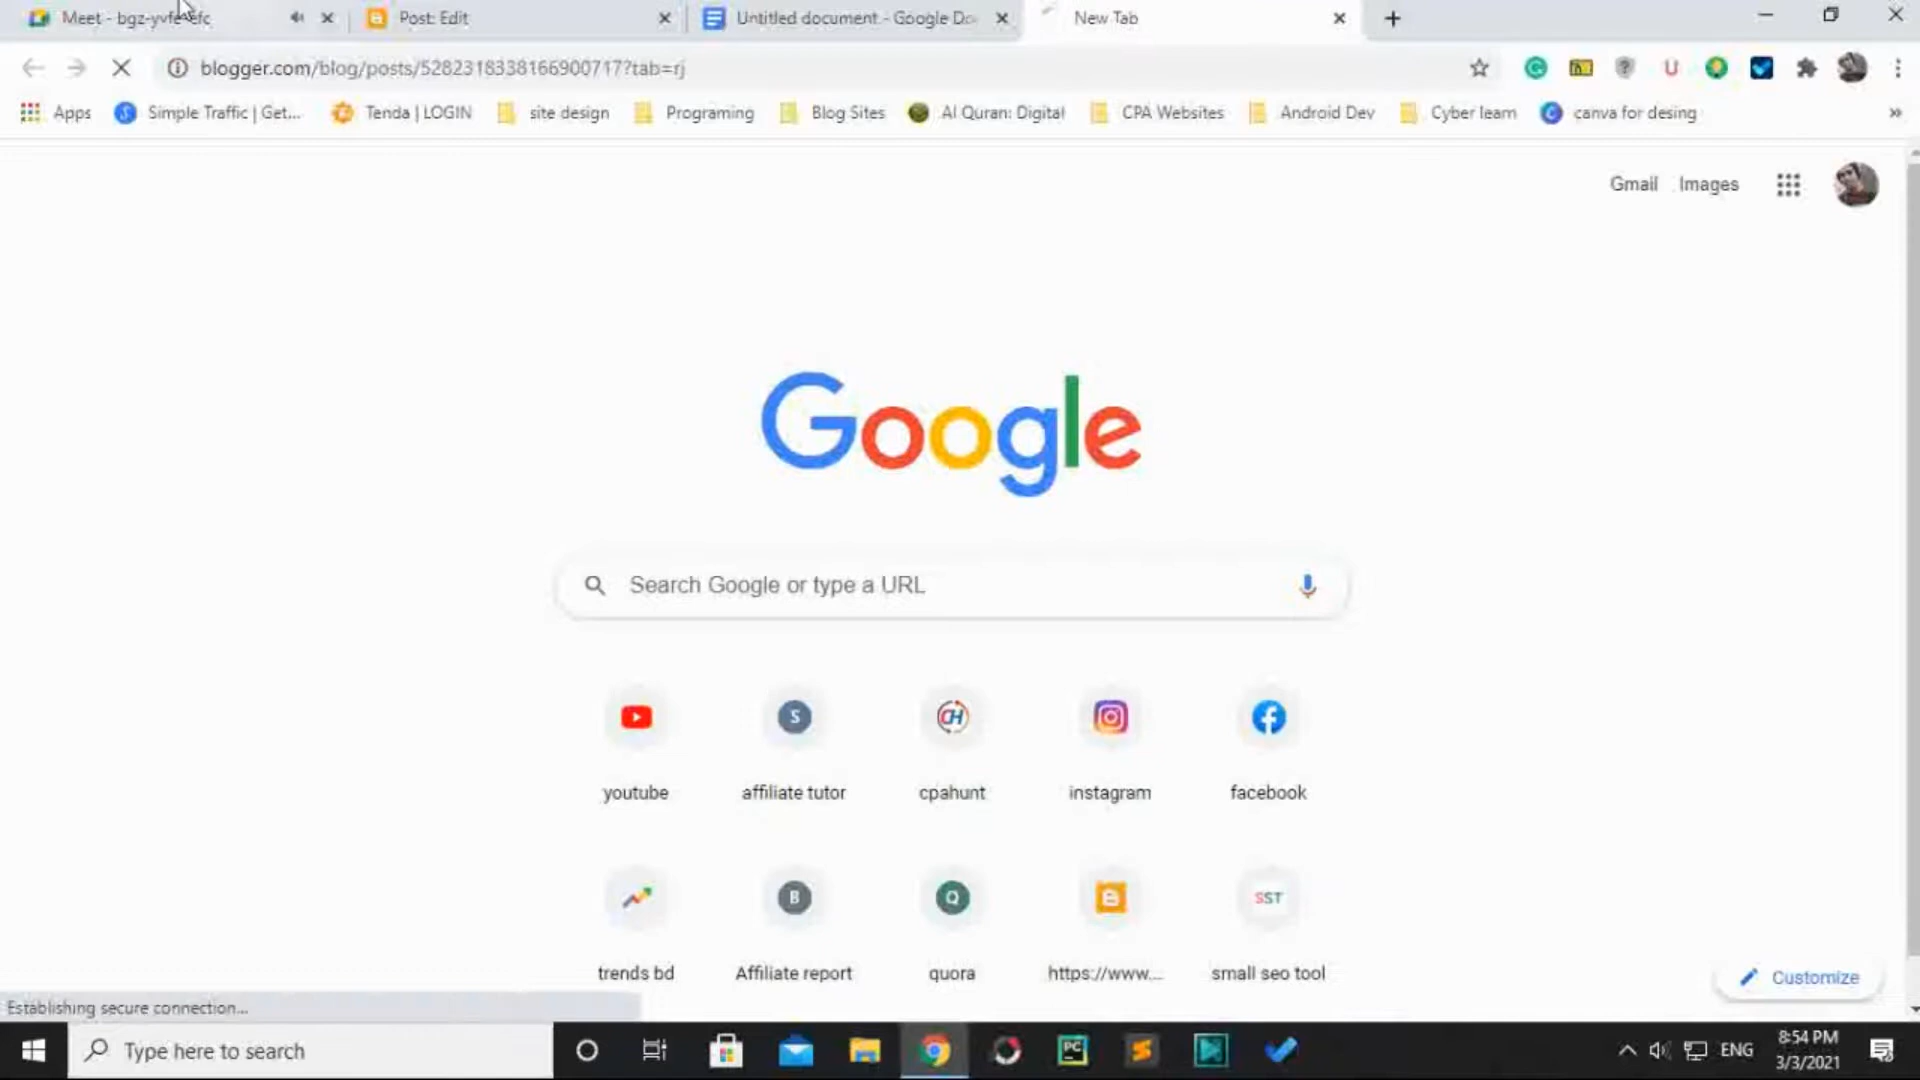 Meet - bgz-yvf
Post: Edit
Untitled document - Google Do
New Tab
blogger.com/blog/posts/5282318338166900717?tab=rj
Apps
Simple Traffic | Get...
Tenda | LOGIN
site design
Programing
Blog Sites
Al Quran: Digital
CPA Websites
Android Dev
Cyber learn
canva for desing
»
Gmail
Images
Google
Search Google or type a URL
S
CH
youtube
affiliate tutor
cpahunt
instagram
facebook
B
Q
SST
trends bd
Affiliate report
quora
https://www...
small seo tool
Customize
Establishing secure connection...
Type here to search
PC
ENG
8:54 PM
3/3/2021